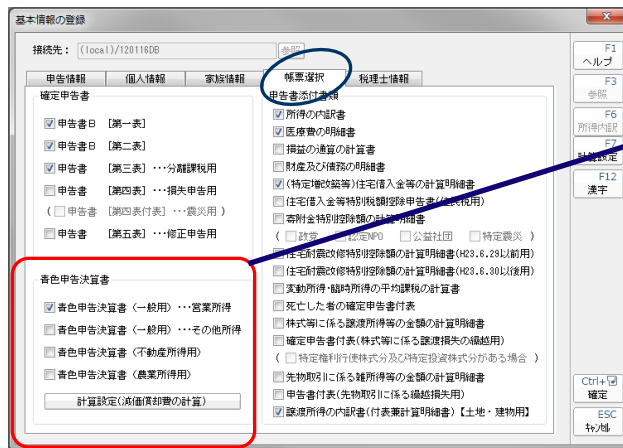 基本情報の登録
接続先： (local)/120116DB 参照
申告情報 個人情報 家族情報 帳票選択 税理士情報
確定申告書
申告書B [第一表]
申告書B [第二表]
申告書 [第三表]･･･分離課税用
申告書 [第四表]･･･損失申告用
( 申告書 [第四表付表]･･･震災用 )
申告書 [第五表]･･･修正申告用
青色申告決算書
青色申告決算書（一般用）･･･営業所得
青色申告決算書（一般用）･･･その他所得
青色申告決算書（不動産所得用）
青色申告決算書（農業所得用）
計算設定(減価償却費の計算)
申告書添付書類
所得の内訳書
医療費の明細書
損益の通算の計算書
財産及び債務の明細書
(特定増改築等)住宅借入金等の計算明細書
住宅借入金等特別税額控除申告書(住民税用)
寄附金特別控除額の計算明細書
( 政党 認定NPO 公益社団 特定震災 )
住宅耐震改修特別控除額の計算明細書(H23.6.29以前用)
住宅耐震改修特別控除額の計算明細書(H23.6.30以後用)
変動所得･臨時所得の平均課税の計算書
死亡した者の確定申告書付表
株式等に係る譲渡所得等の金額の計算明細書
確定申告書付表(株式等に係る譲渡損失の繰越用)
( 特定権利行使株式分及び特定投資株式分がある場合 )
先物取引に係る雑所得等の金額の計算明細書
申告書付表(先物取引に係る繰越損失用)
譲渡所得の内訳書(付表兼計算明細書)【土地・建物用】
F1
ヘルプ
F3
参照
F6
所得内訳
F7
計算設定
F12
漢字
Ctrl+
確定
ESC
ｷｬﾝｾﾙ